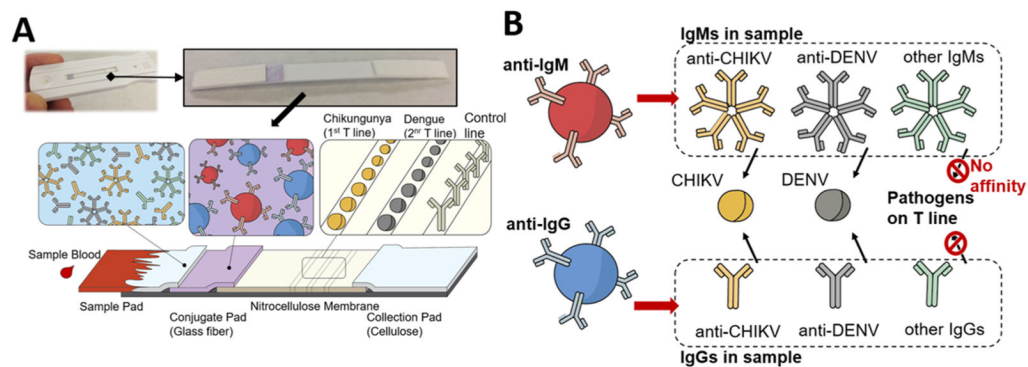 A
Chikungunya
(1st T line)
Dengue
(2nr T line)
Control
line
Sample Blood
Sample Pad
Conjugate Pad
(Glass fiber)
Nitrocellulose Membrane
Collection Pad
(Cellulose)
B
IgMs in sample
anti-IgM
anti-CHIKV
anti-DENV
other IgMs
CHIKV
DENV
No
affinity
Pathogens
on T line
anti-IgG
anti-CHIKV
anti-DENV
other IgGs
IgGs in sample